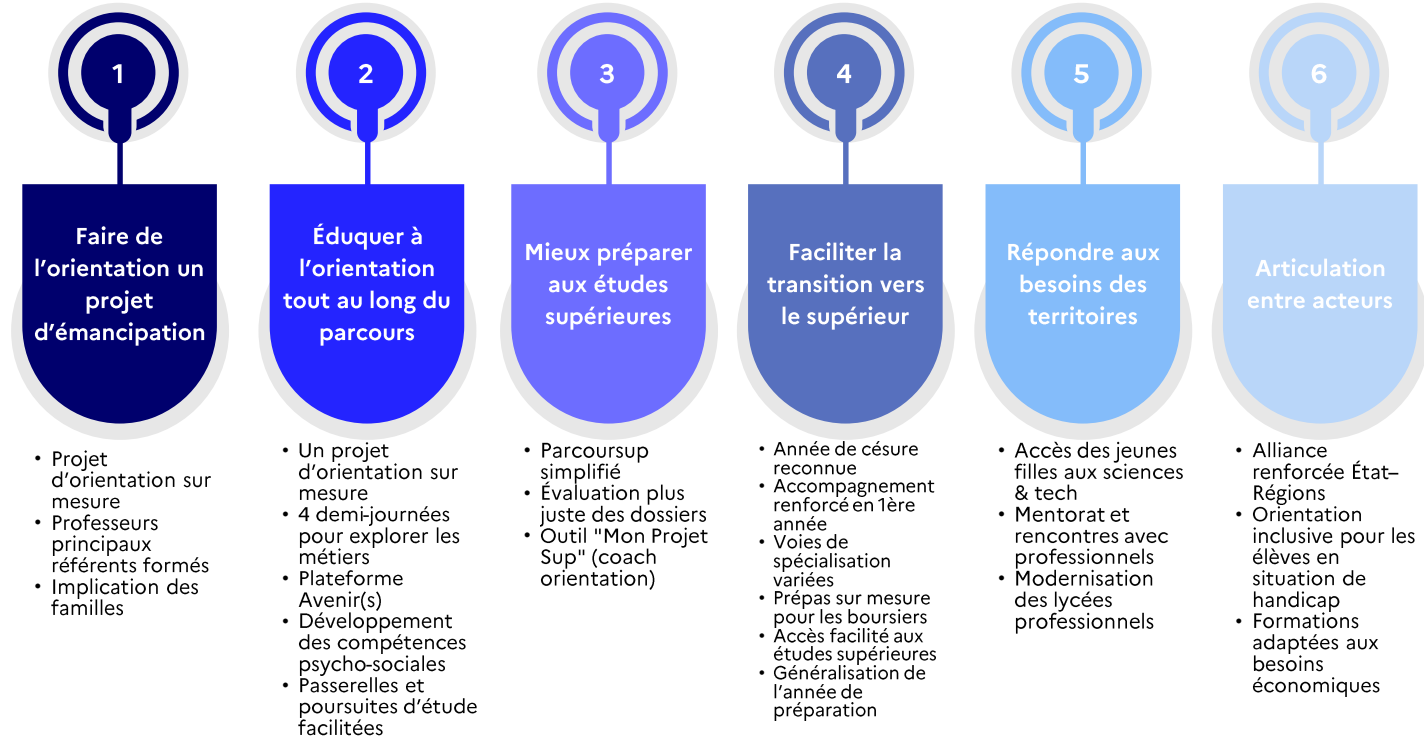 1
Faire de
l'orientation un
projet
d'émancipation
• Projet
d'orientation sur
mesure
• Professeurs
principaux
référents formés
• Implication des
familles
2
Éduquer à
l'orientation
tout au long du
parcours
• Un projet
d'orientation sur
mesure
• 4 demi-journées
pour explorer les
métiers
• Plateforme
Avenir(s)
• Développement
des compétences
psycho-sociales
• Passerelles et
poursuites d'étude
facilitées
3
Mieux préparer
aux études
supérieures
• Parcoursup
simplifié
• Évaluation plus
juste des dossiers
• Outil "Mon Projet
Sup" (coach
orientation)
4
Faciliter la
transition vers
le supérieur
• Année de césure
reconnue
• Accompagnement
renforcé en 1ère
année
• Voies de
spécialisation
variées
• Prépas sur mesure
pour les boursiers
• Accès facilité aux
études supérieures
• Généralisation de
l'année de
préparation
5
Répondre aux
besoins des
territoires
• Accès des jeunes
filles aux sciences
& tech
• Mentorat et
rencontres avec
professionnels
• Modernisation
des lycées
professionnels
6
Articulation
entre acteurs
• Alliance
renforcée État–
Régions
• Orientation
inclusive pour les
élèves en
situation de
handicap
• Formations
adaptées aux
besoins
économiques